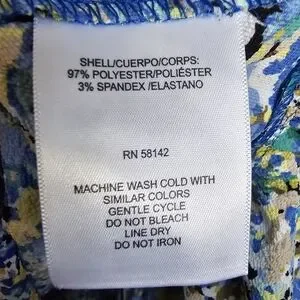 SHELL/CUERPO/CORPS:
97% POLYESTER/POLIÉSTER
3% SPANDEX /ELASTANO
RN 58142
MACHINE WASH COLD WITH
SIMILAR COLORS
GENTLE CYCLE
DO NOT BLEACH
LINE DRY
DO NOT IRON